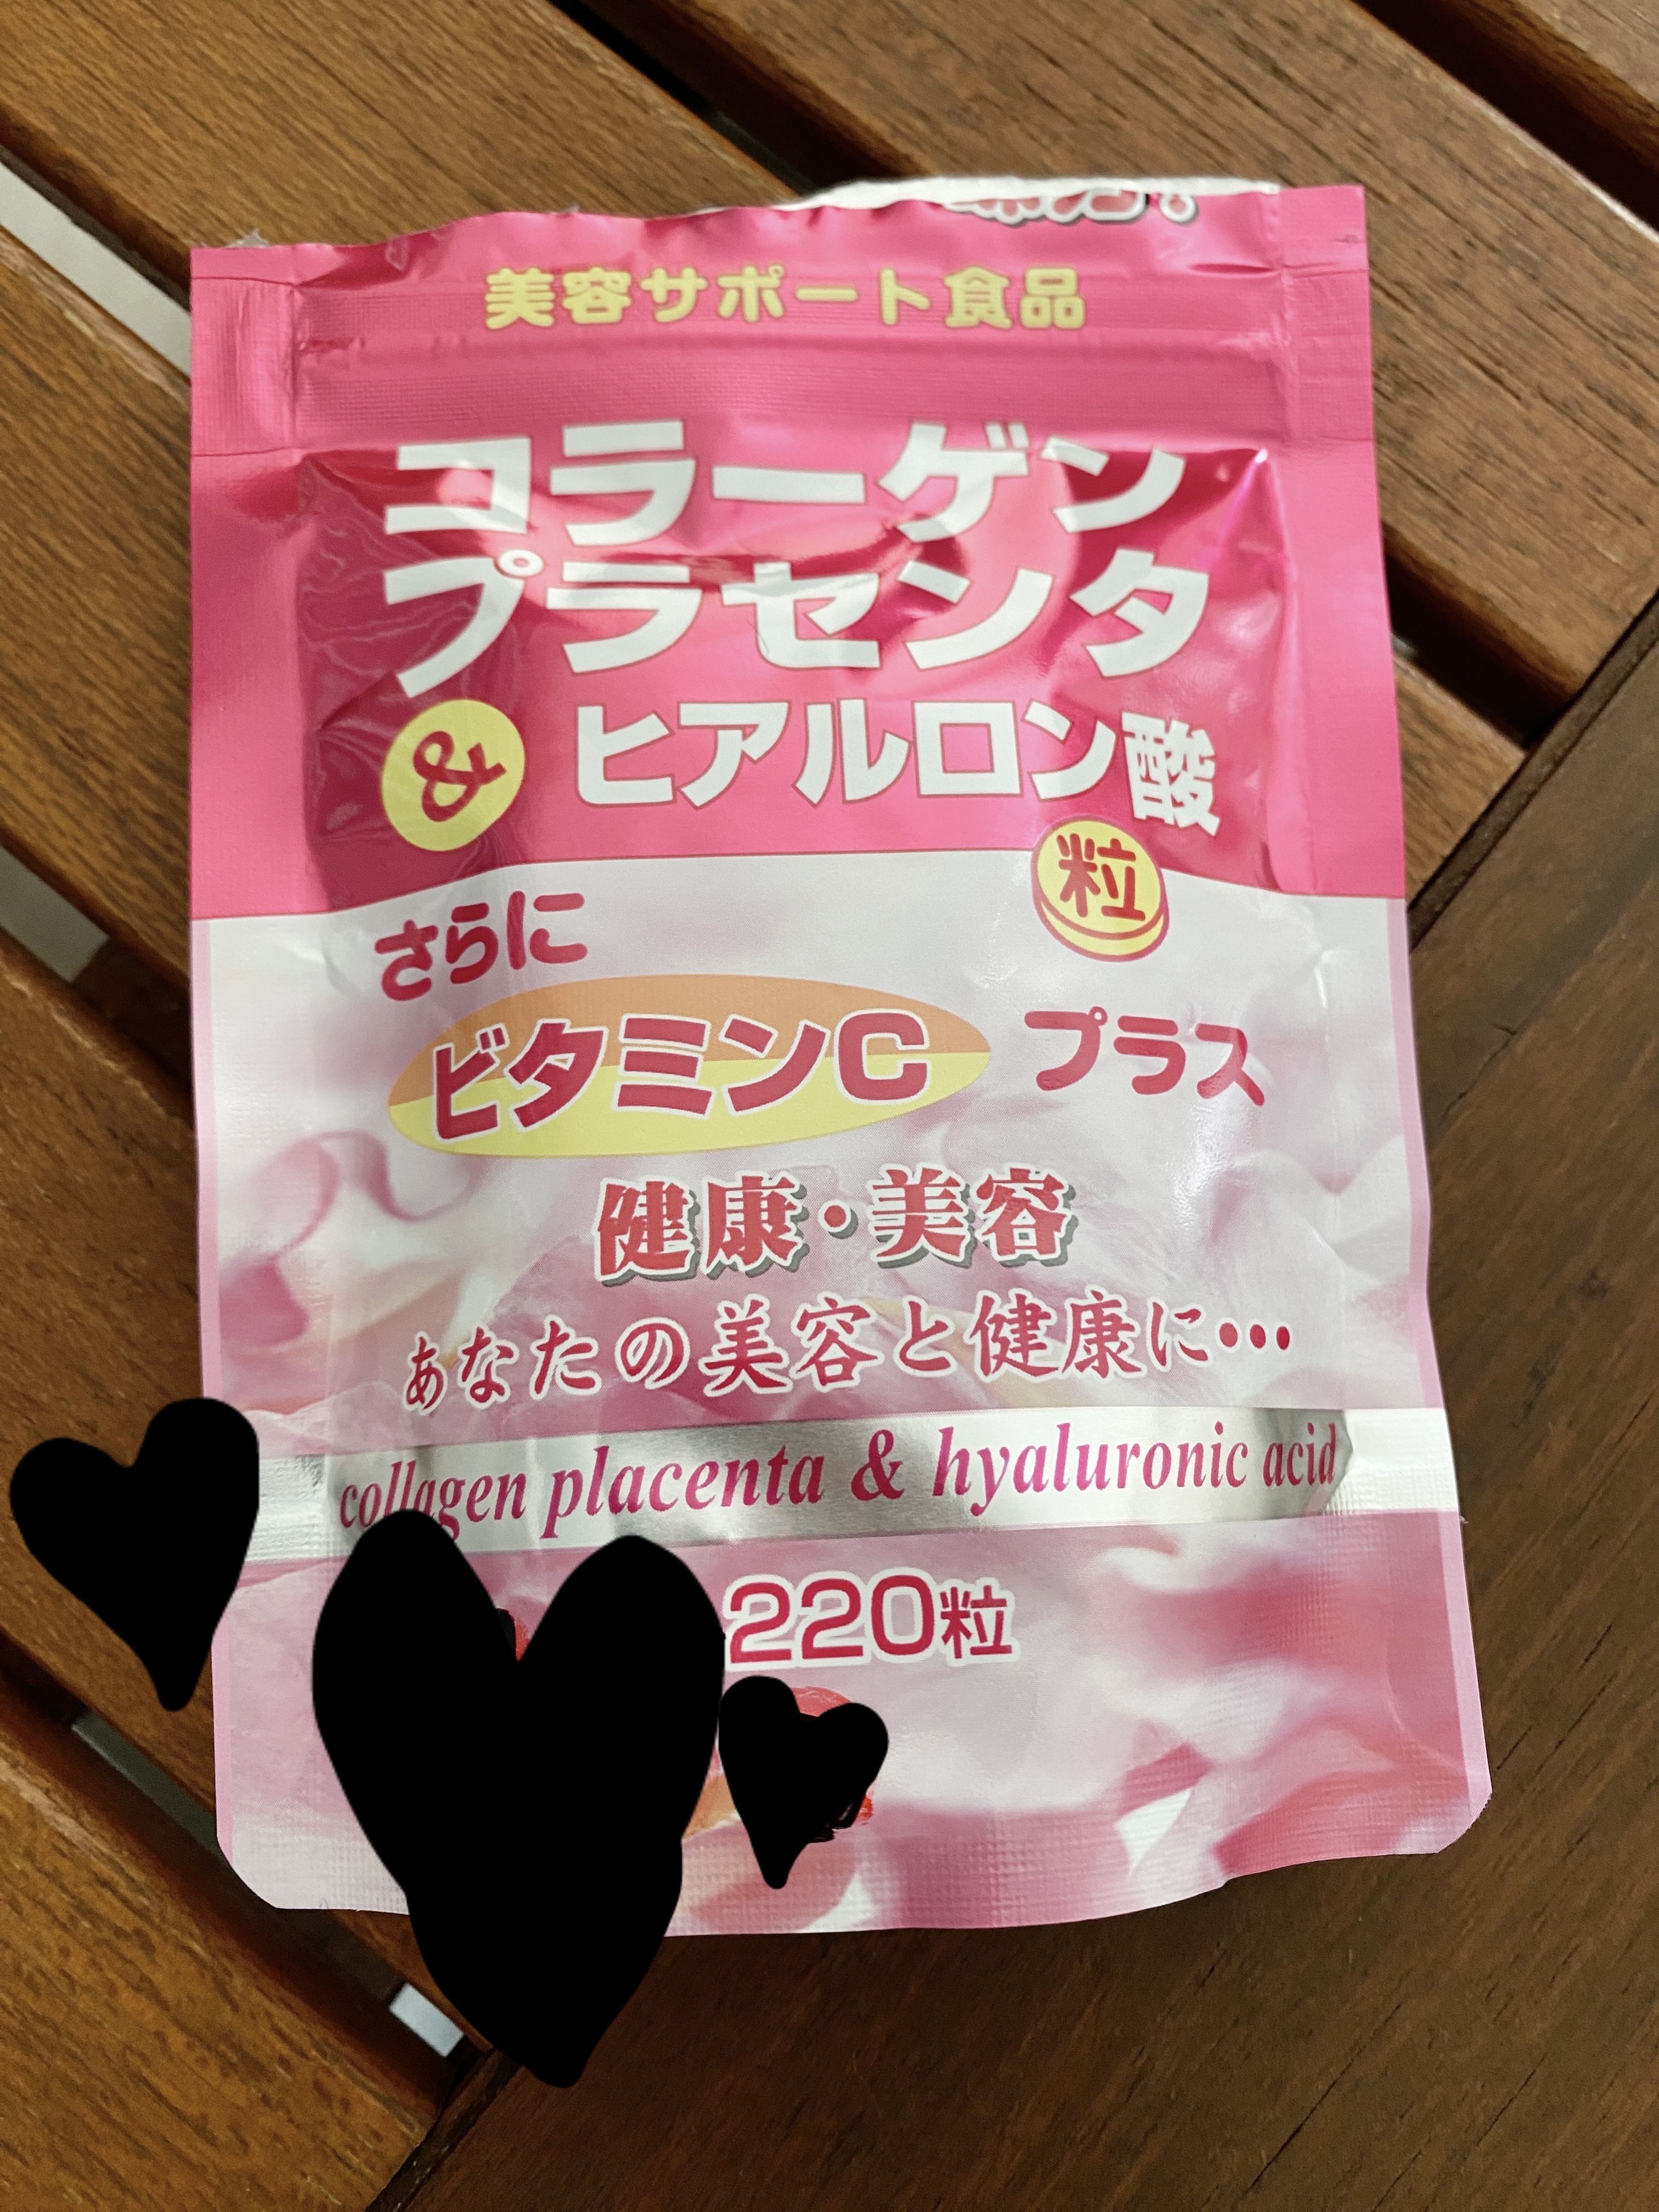 美容サポート食品
コラーゲン
プラセンタ
& ヒアルロン酸
粒
さらに
ビタミンC プラス
健康・美容
あなたの美容と健康に・・・
collagen placenta & hyaluronic acid
220粒